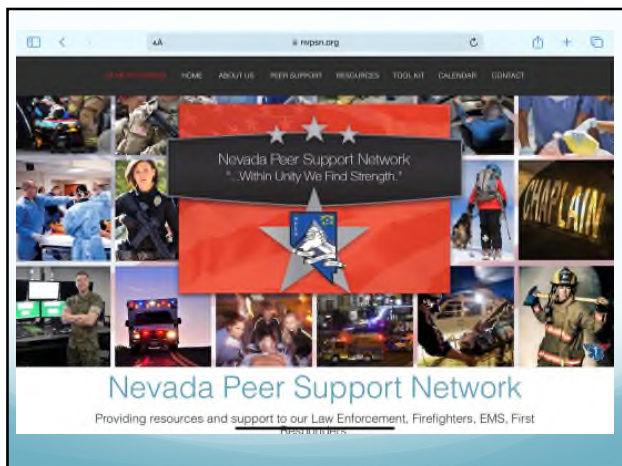 nvpsn.org
HOME
ABOUT US
PEER SUPPORT
RESOURCES
TOOL KIT
CALENDAR
CONTACT
Nevada Peer Support Network
"...Within Unity We Find Strength."
CHAPLAIN
Nevada Peer Support Network
Providing resources and support to our Law Enforcement, Firefighters, EMS, First
Responders